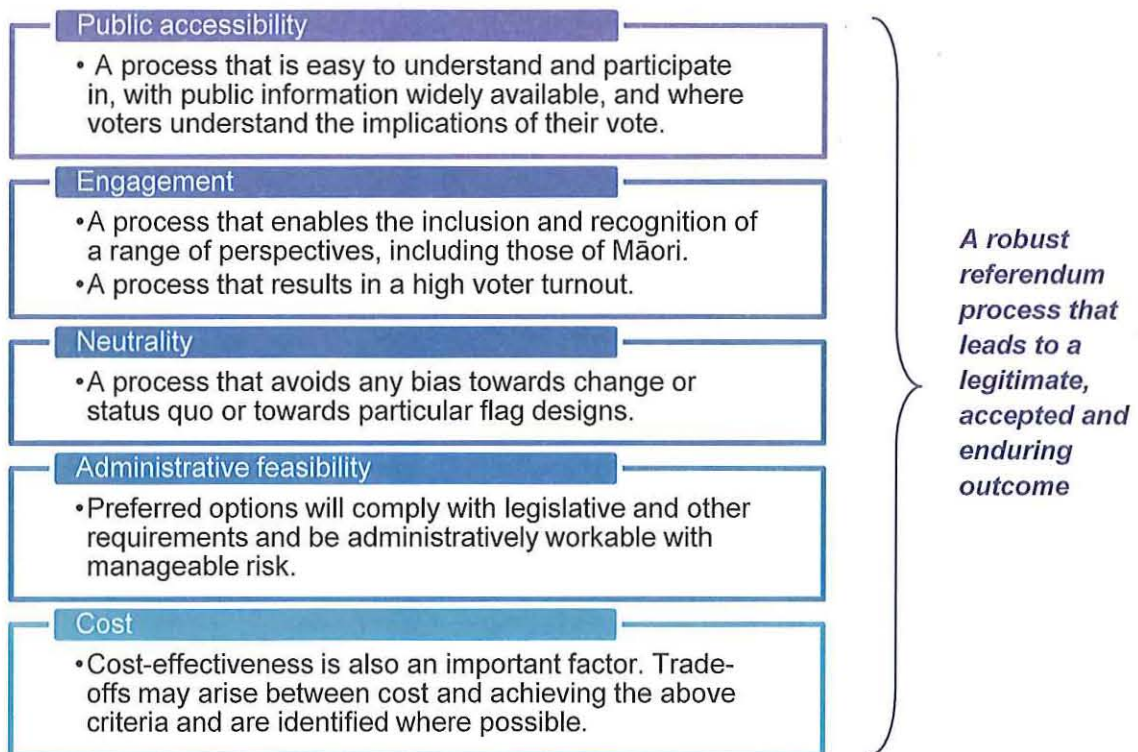 Public accessibility
• A process that is easy to understand and participate
in, with public information widely available, and where
voters understand the implications of their vote.
Engagement
•A process that enables the inclusion and recognition of
a range of perspectives, including those of Māori.
•A process that results in a high voter turnout.
Neutrality
•A process that avoids any bias towards change or
status quo or towards particular flag designs.
Administrative feasibility
•Preferred options will comply with legislative and other
requirements and be administratively workable with
manageable risk.
Cost
•Cost-effectiveness is also an important factor. Trade-
offs may arise between cost and achieving the above
criteria and are identified where possible.
A robust
referendum
process that
leads to a
legitimate,
accepted and
enduring
outcome